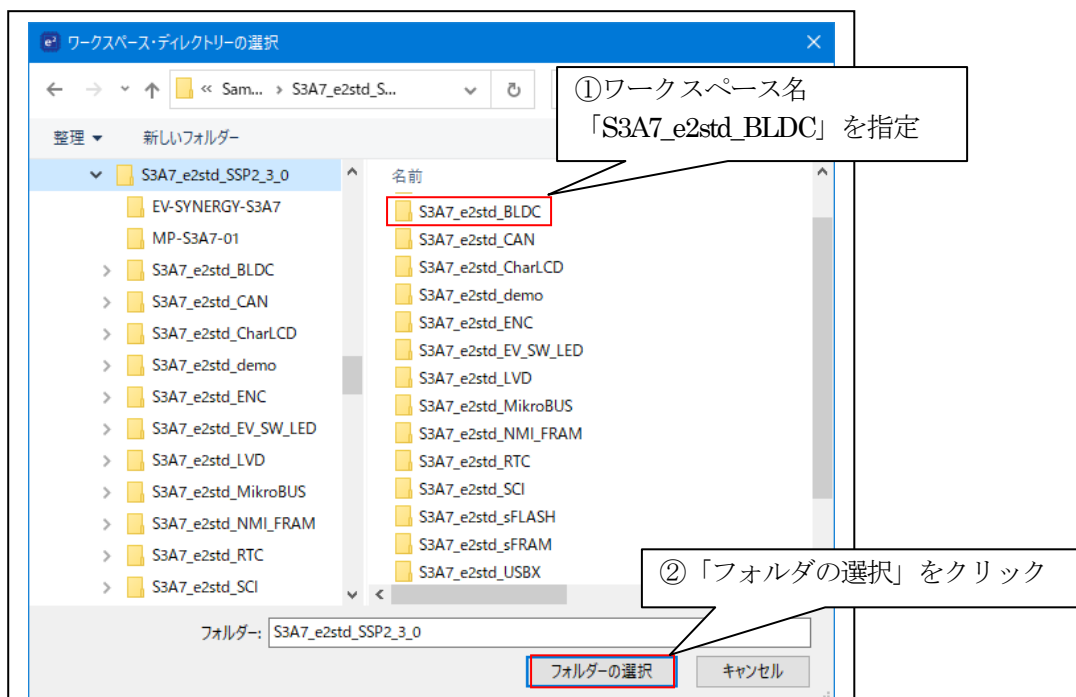 e²
ワークスペース・ディレクトリーの選択
« Sam... › S3A7_e2std_S...
①ワークスペース名
「S3A7_e2std_BLDC」を指定
整理
新しいフォルダー
S3A7_e2std_SSP2_3_0
EV-SYNERGY-S3A7
MP-S3A7-01
S3A7_e2std_BLDC
S3A7_e2std_CAN
S3A7_e2std_CharLCD
S3A7_e2std_demo
S3A7_e2std_ENC
S3A7_e2std_EV_SW_LED
S3A7_e2std_LVD
S3A7_e2std_MikroBUS
S3A7_e2std_NMI_FRAM
S3A7_e2std_RTC
S3A7_e2std_SCI
名前
S3A7_e2std_BLDC
S3A7_e2std_CAN
S3A7_e2std_CharLCD
S3A7_e2std_demo
S3A7_e2std_ENC
S3A7_e2std_EV_SW_LED
S3A7_e2std_LVD
S3A7_e2std_MikroBUS
S3A7_e2std_NMI_FRAM
S3A7_e2std_RTC
S3A7_e2std_SCI
S3A7_e2std_sFLASH
S3A7_e2std_sFRAM
S3A7_e2std_USBX
②「フォルダの選択」をクリック
フォルダー: S3A7_e2std_SSP2_3_0
フォルダーの選択
キャンセル